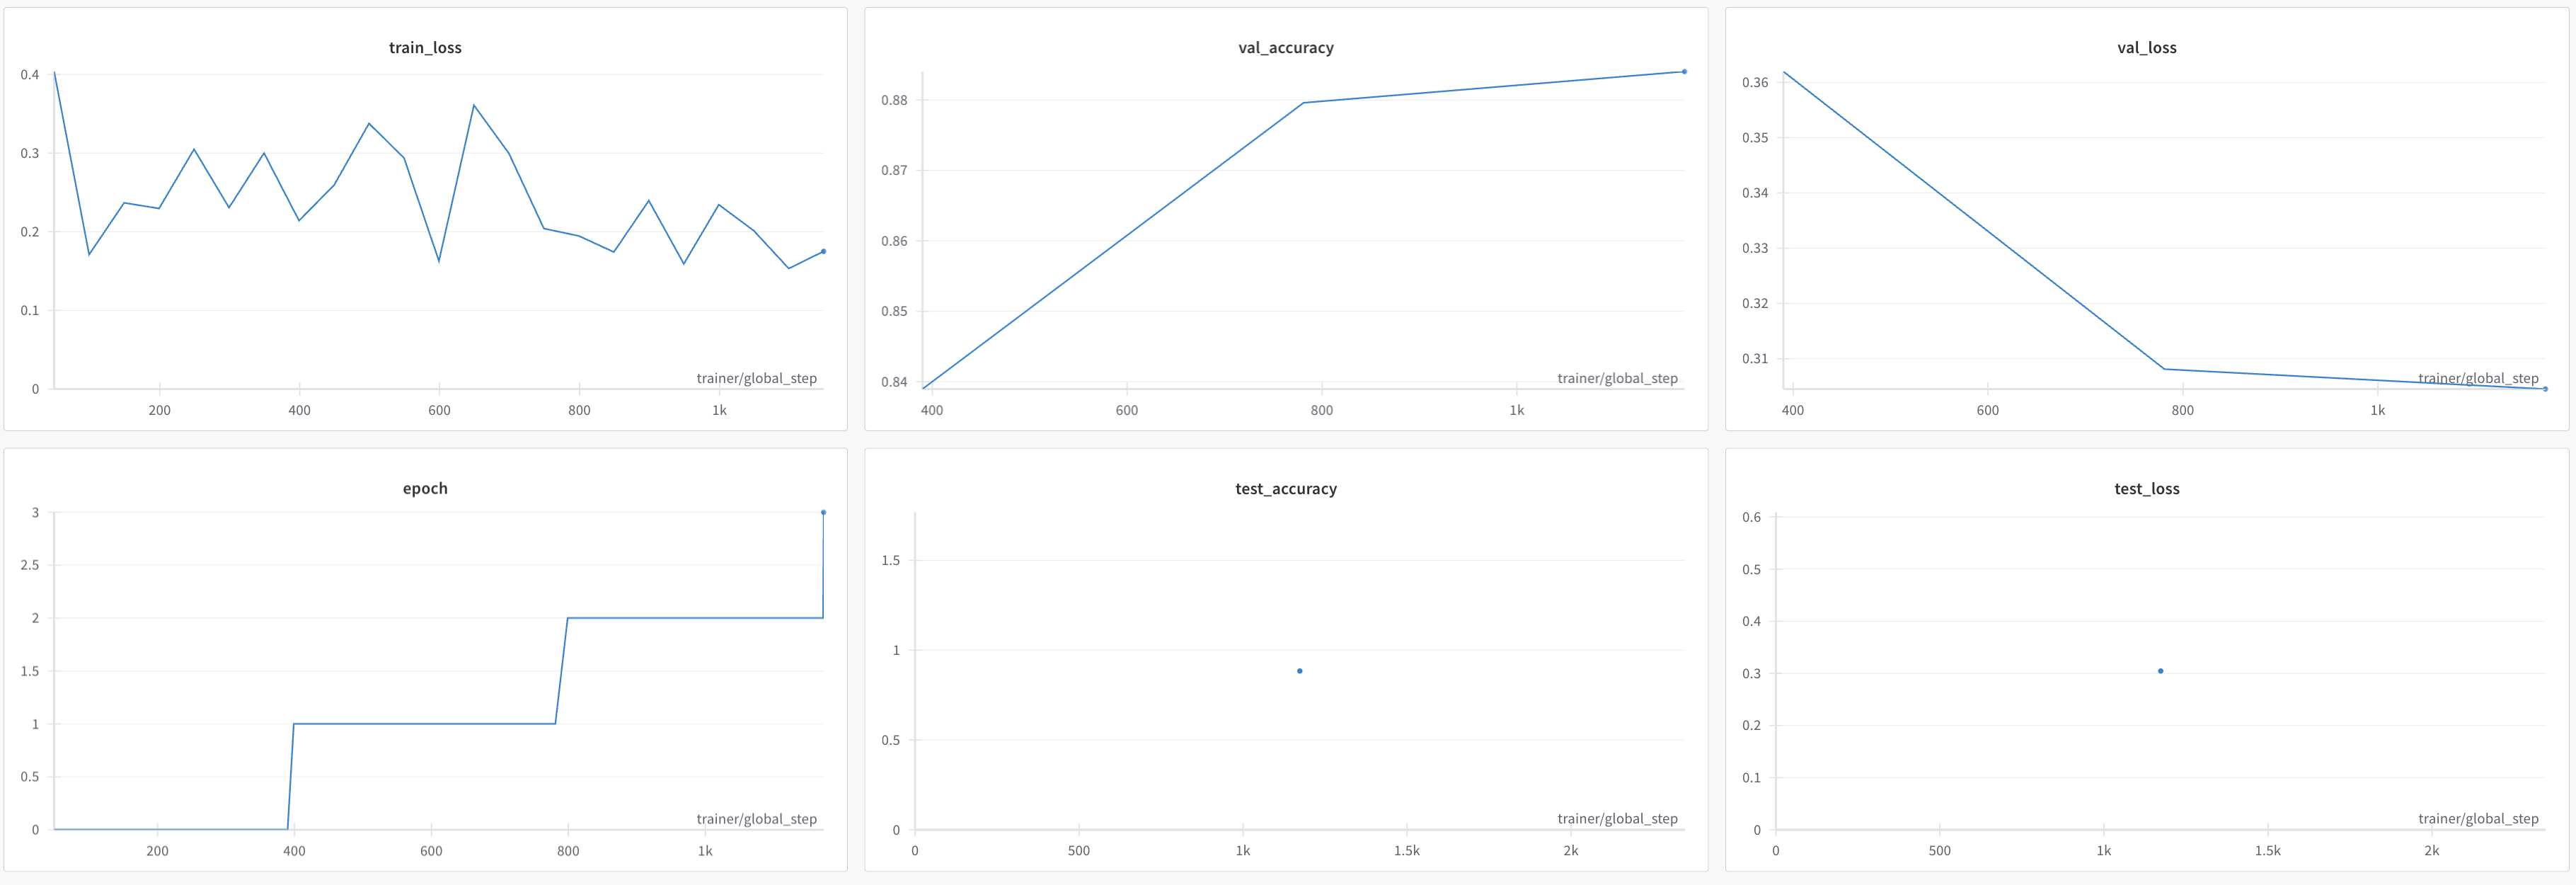 train_loss
0.4
0.3
0.2
0.1
0
trainer/global_step
200 400 600 800 1k
val_accuracy
0.88
0.87
0.86
0.85
0.84
trainer/global_step
400 600 800 1k
val_loss
0.36
0.35
0.34
0.33
0.32
0.31
trainer/global_step
400 600 800 1k
epoch
3
2.5
2
1.5
1
0.5
0
trainer/global_step
200 400 600 800 1k
test_accuracy
1.5
1
0.5
0
trainer/global_step
0 500 1k 1.5k 2k
test_loss
0.6
0.5
0.4
0.3
0.2
0.1
0
trainer/global_step
0 500 1k 1.5k 2k